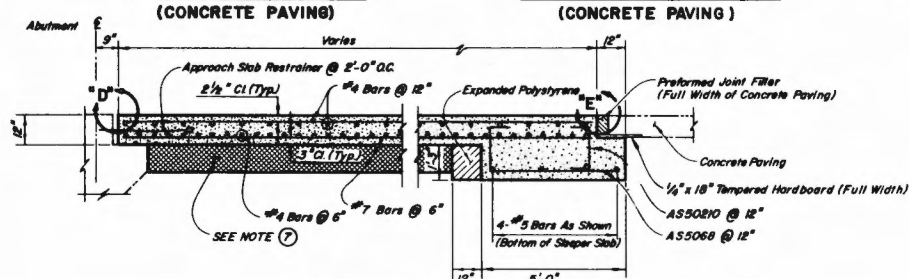 (CONCRETE PAVING)
(CONCRETE PAVING)
Abutment
℄
9"
Varies
12"
Approach Slab Restrainer @ 2'-0" O.C.
2 1/2" Cl. (Typ.)
#4 Bars @ 12"
Expanded Polystyrene
Preformed Joint Filler
(Full Width of Concrete Paving)
"D"
"E"
12"
3" Cl. (Typ.)
Concrete Paving
1/4" x 18" Tempered Hardboard (Full Width)
#4 Bars @ 6"
#7 Bars @ 6"
4-#5 Bars As Shown
(Bottom of Sleeper Slab)
AS50210 @ 12"
AS5068 @ 12"
SEE NOTE 7
12"
5'-0"